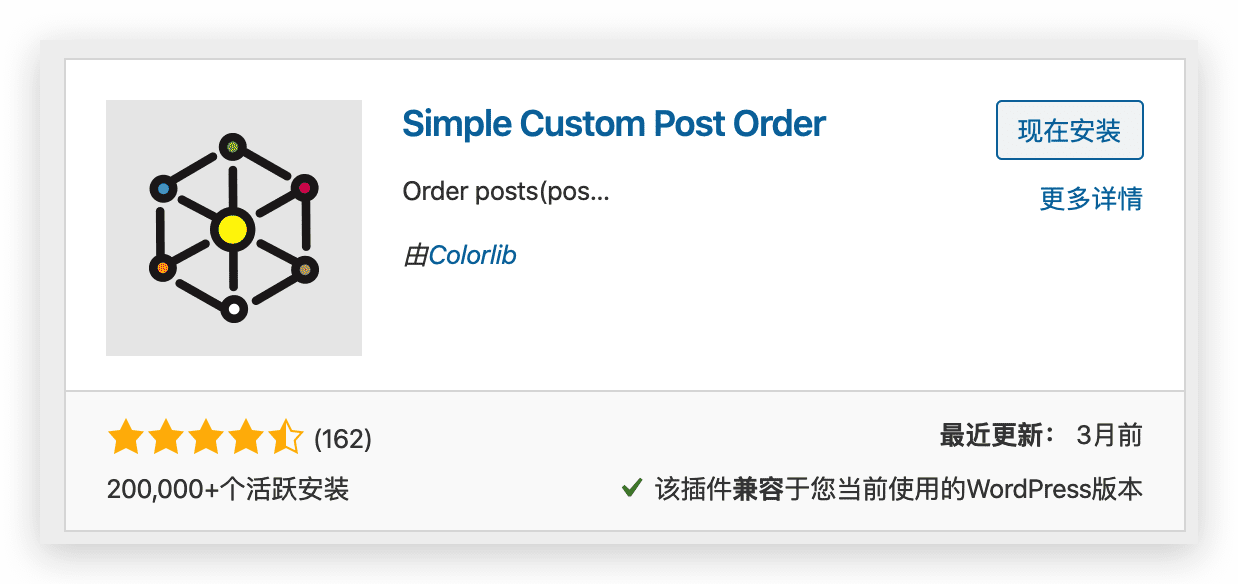 Simple Custom Post Order
现在安装
更多详情
Order posts(pos...
由Colorlib
(162)
200,000+个活跃安装
最近更新： 3月前
该插件兼容于您当前使用的WordPress版本